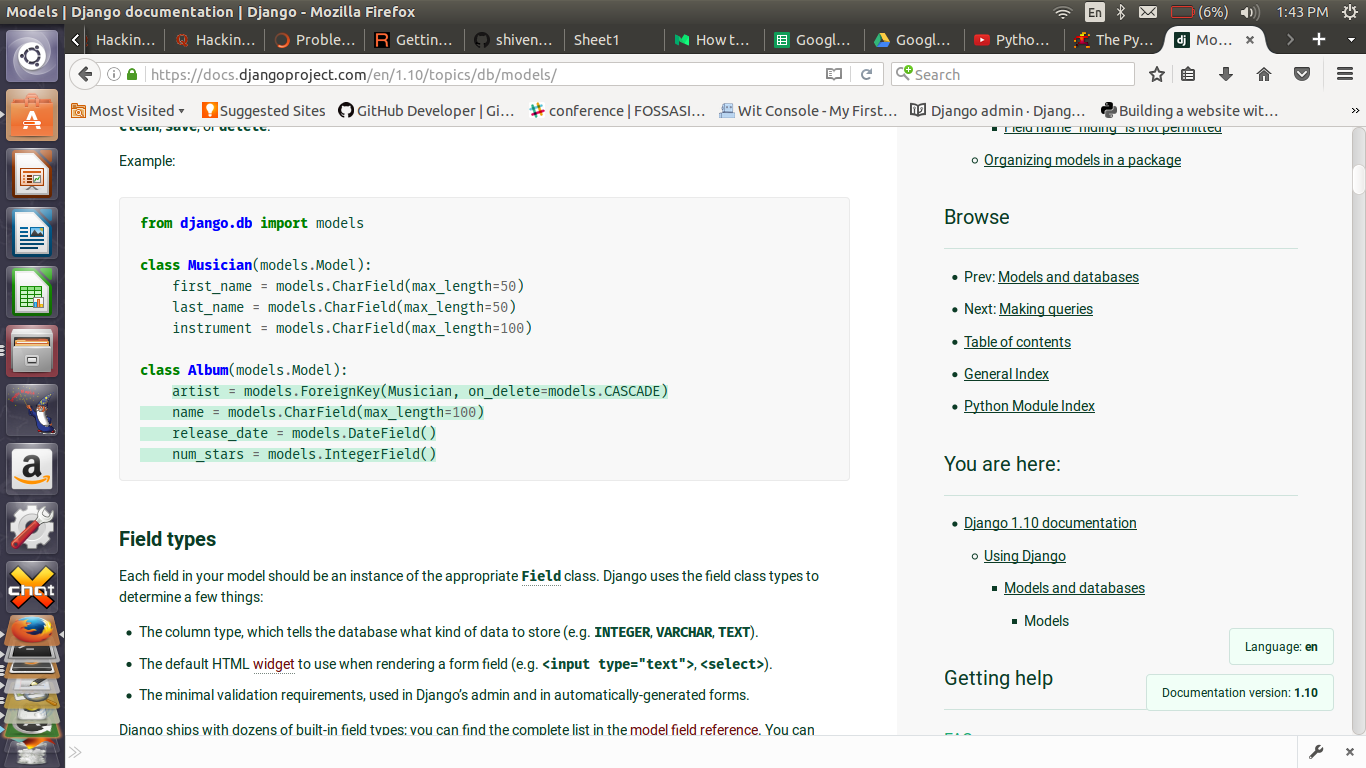 Models | Django documentation | Django - Mozilla Firefox
En
(6%)
1:43 PM
Hackin...
Hackin...
Proble...
Gettin...
shiven...
Sheet1
How t...
Googl...
Googl...
Pytho...
The Py...
Mo...
https://docs.djangoproject.com/en/1.10/topics/db/models/
Search
Most Visited
Suggested Sites
GitHub Developer | Gi...
conference | FOSSASI...
Wit Console - My First...
Django admin · Djang...
Building a website wit...
clean, save, or delete.
Example:
from django.db import models
class Musician(models.Model):
first_name = models.CharField(max_length=50)
last_name = models.CharField(max_length=50)
instrument = models.CharField(max_length=100)
class Album(models.Model):
artist = models.ForeignKey(Musician, on_delete=models.CASCADE)
name = models.CharField(max_length=100)
release_date = models.DateField()
num_stars = models.IntegerField()
Field types
Each field in your model should be an instance of the appropriate Field class. Django uses the field class types to
determine a few things:
• The column type, which tells the database what kind of data to store (e.g. INTEGER, VARCHAR, TEXT).
• The default HTML widget to use when rendering a form field (e.g. <input type="text">, <select>).
• The minimal validation requirements, used in Django's admin and in automatically-generated forms.
Django ships with dozens of built-in field types; you can find the complete list in the model field reference. You can
Field name "hiding" is not permitted
Organizing models in a package
Browse
• Prev: Models and databases
• Next: Making queries
• Table of contents
• General Index
• Python Module Index
You are here:
• Django 1.10 documentation
Using Django
Models and databases
Models
Language: en
Getting help
Documentation version: 1.10
FAQ
chat